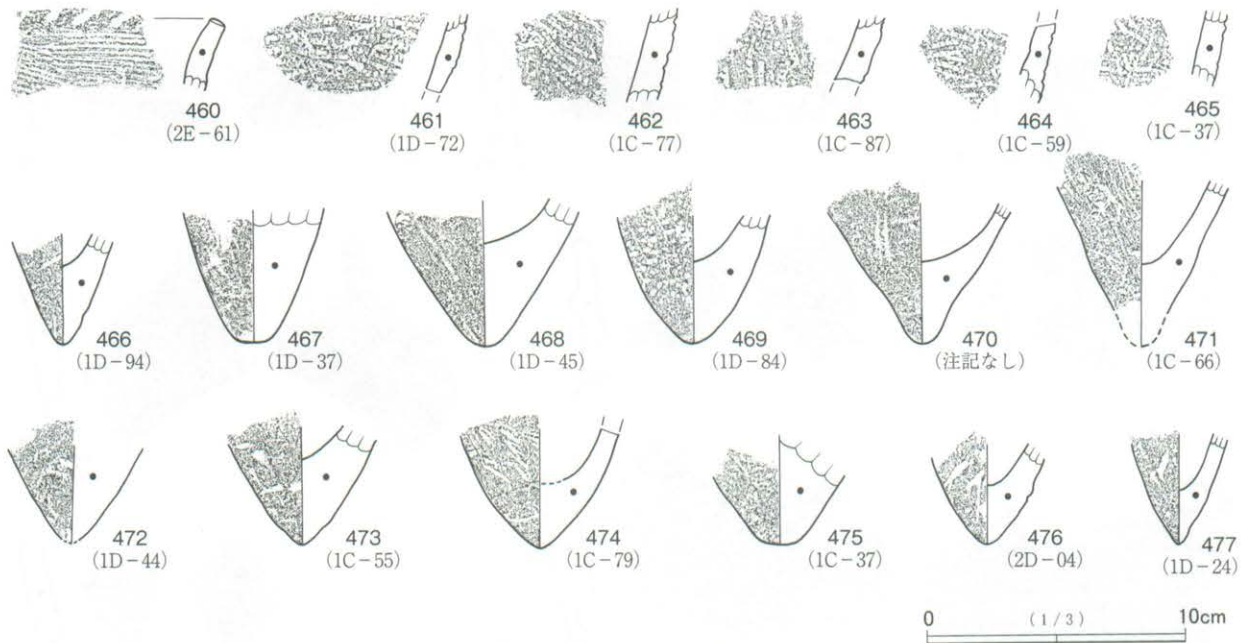 460 461 462 463 464 465
(2E-61) (1D-72) (1C-77) (1C-87) (1C-59) (1C-37)
466 467 468 469 470 471
(1D-94) (1D-37) (1D-45) (1D-84) (注記なし) (1C-66)
472 473 474 475 476 477
(1D-44) (1C-55) (1C-79) (1C-37) (2D-04) (1D-24)
0 (1/3) 10cm